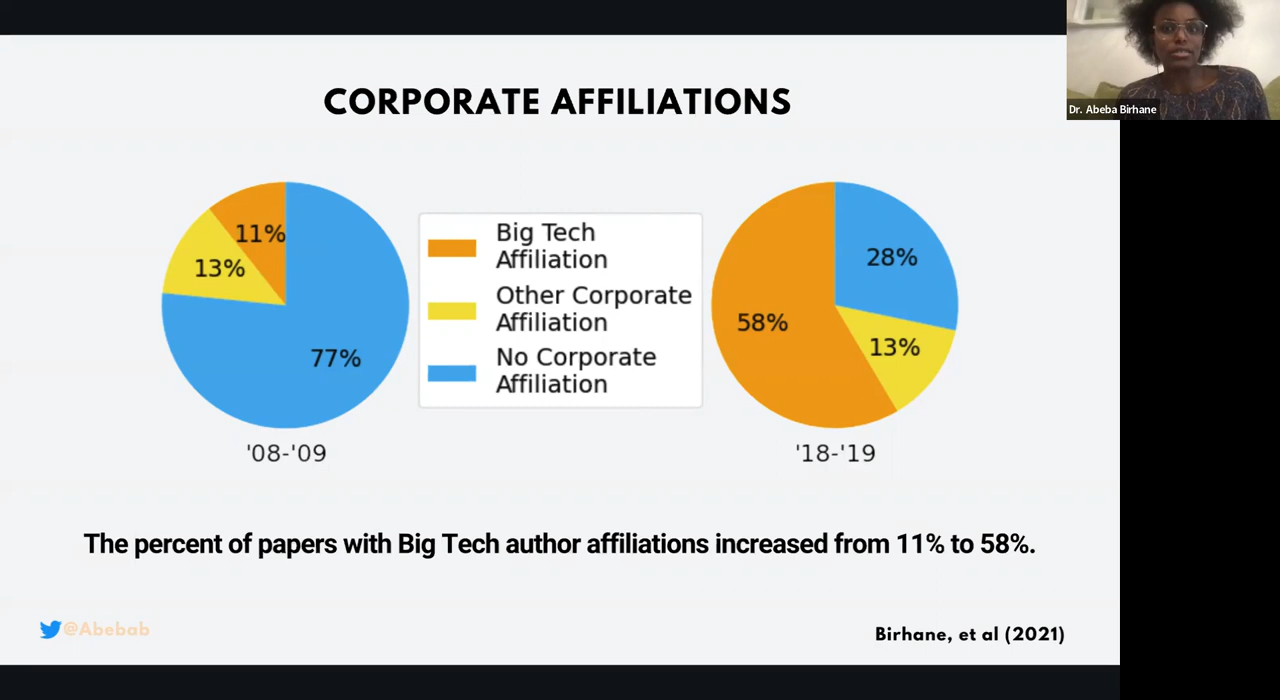 CORPORATE AFFILIATIONS
Dr. Abeba Birhane
11%
13%
77%
'08-'09
Big Tech
Affiliation
Other Corporate
Affiliation
No Corporate
Affiliation
28%
58%
13%
'18-'19
The percent of papers with Big Tech author affiliations increased from 11% to 58%.
@Abebab
Birhane, et al (2021)